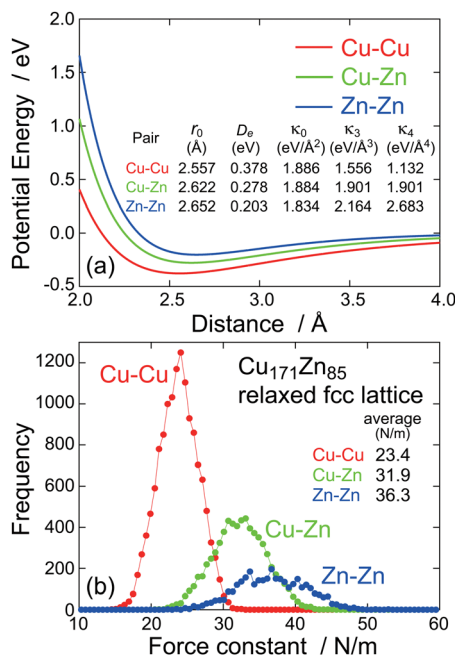 Potential Energy / eV
2.0
1.5
1.0
0.5
0.0
-0.5
Cu-Cu
Cu-Zn
Zn-Zn
Pair r₀ (Å) Dₑ (eV) κ₀ (eV/Å²) κ₃ (eV/Å³) κ₄ (eV/Å⁴)
Cu-Cu 2.557 0.378 1.886 1.556 1.132
Cu-Zn 2.622 0.278 1.884 1.901 1.901
Zn-Zn 2.652 0.203 1.834 2.164 2.683
(a)
2.0 2.5 3.0 3.5 4.0
Distance / Å
Frequency
1200
1000
800
600
400
200
0
Cu-Cu
Cu₁₇₁Zn₈₅
relaxed fcc lattice
average
(N/m)
Cu-Cu 23.4
Cu-Zn 31.9
Zn-Zn 36.3
Cu-Zn
Zn-Zn
(b)
10 20 30 40 50 60
Force constant / N/m